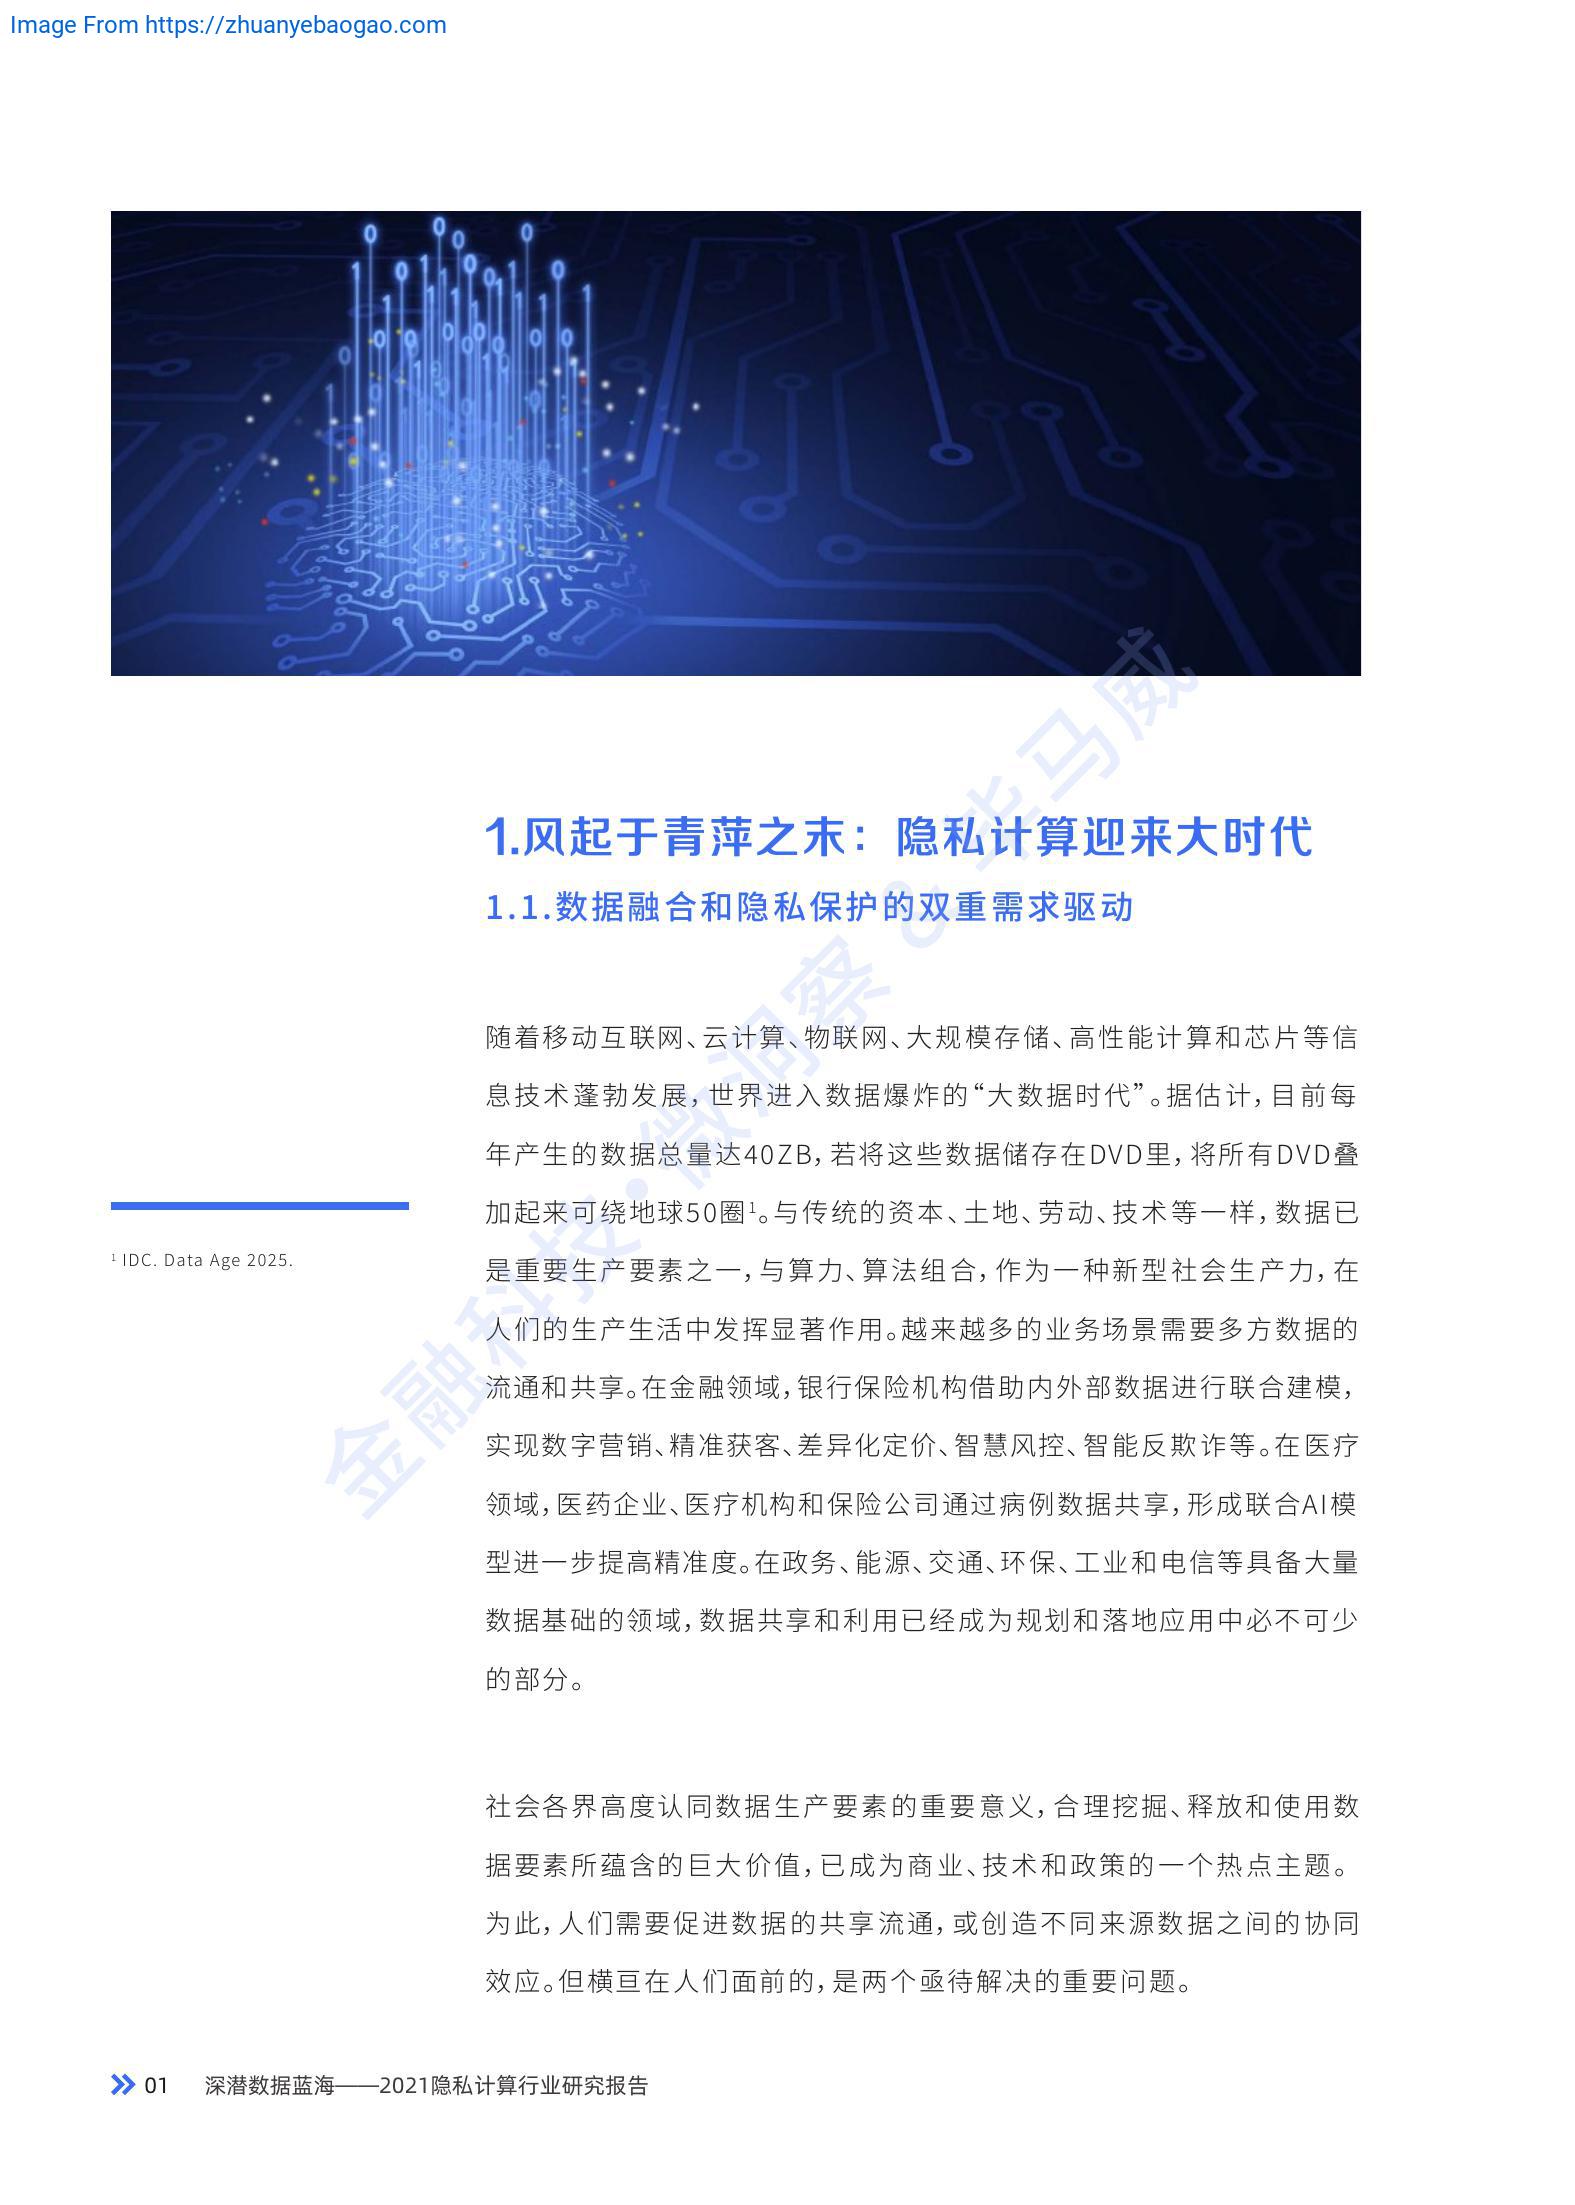 Image From https://zhuanyebaogao.com
1.风起于青萍之末：隐私计算迎来大时代
1.1.数据融合和隐私保护的双重需求驱动
随着移动互联网、云计算、物联网、大规模存储、高性能计算和芯片等信
息技术蓬勃发展，世界进入数据爆炸的“大数据时代”。据估计，目前每
年产生的数据总量达40ZB，若将这些数据储存在DVD里，将所有DVD叠
加起来可绕地球50圈¹。与传统的资本、土地、劳动、技术等一样，数据已
是重要生产要素之一，与算力、算法组合，作为一种新型社会生产力，在
人们的生产生活中发挥显著作用。越来越多的业务场景需要多方数据的
流通和共享。在金融领域，银行保险机构借助内外部数据进行联合建模，
实现数字营销、精准获客、差异化定价、智慧风控、智能反欺诈等。在医疗
领域，医药企业、医疗机构和保险公司通过病例数据共享，形成联合AI模
型进一步提高精准度。在政务、能源、交通、环保、工业和电信等具备大量
数据基础的领域，数据共享和利用已经成为规划和落地应用中必不可少
的部分。
社会各界高度认同数据生产要素的重要意义，合理挖掘、释放和使用数
据要素所蕴含的巨大价值，已成为商业、技术和政策的一个热点主题。
为此，人们需要促进数据的共享流通，或创造不同来源数据之间的协同
效应。但横亘在人们面前的，是两个亟待解决的重要问题。
¹ IDC. Data Age 2025.
金融科技·微洞察 & 毕马威
01 深潜数据蓝海——2021隐私计算行业研究报告